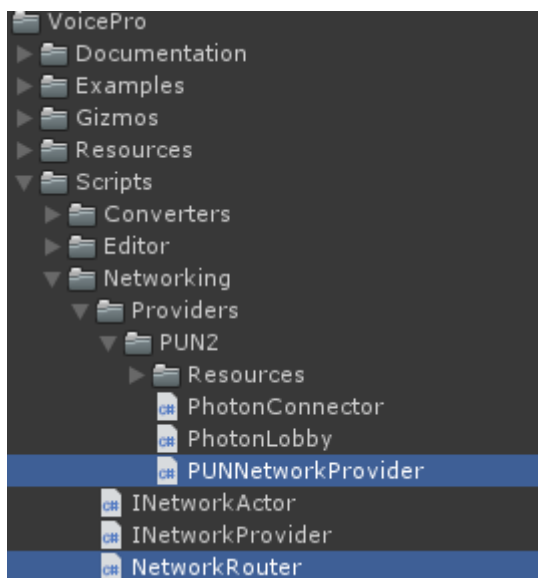 VoicePro
Documentation
Examples
Gizmos
Resources
Scripts
Converters
Editor
Networking
Providers
PUN2
Resources
c# PhotonConnector
c# PhotonLobby
c# PUNNetworkProvider
c# INetworkActor
c# INetworkProvider
c# NetworkRouter